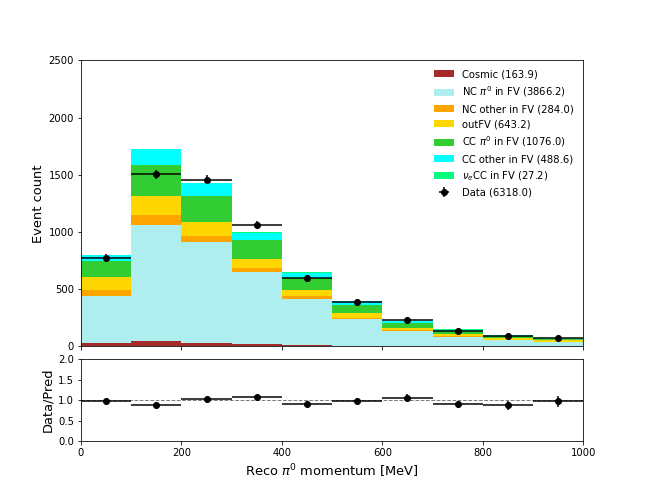 2500
2000
1500
1000
500
0
Event count
Cosmic (163.9)
NC π⁰ in FV (3866.2)
NC other in FV (284.0)
outFV (643.2)
CC π⁰ in FV (1076.0)
CC other in FV (488.6)
νₑCC in FV (27.2)
Data (6318.0)
2.0
1.5
1.0
0.5
0.0
Data/Pred
0 200 400 600 800 1000
Reco π⁰ momentum [MeV]